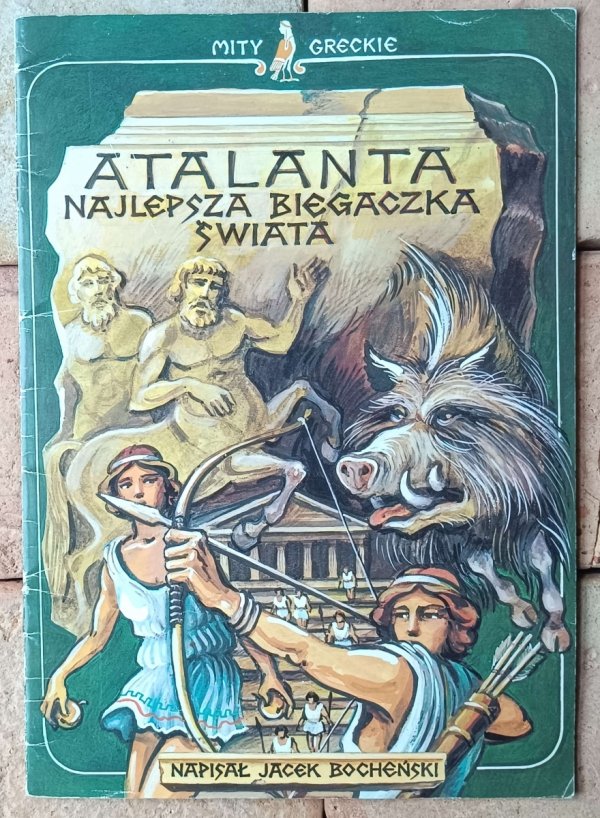 MITY GRECKIE
ATALANTA
NAJLEPSZA BIEGACZKA
ŚWIATA
NAPISAŁ JACEK BOCHEŃSKI